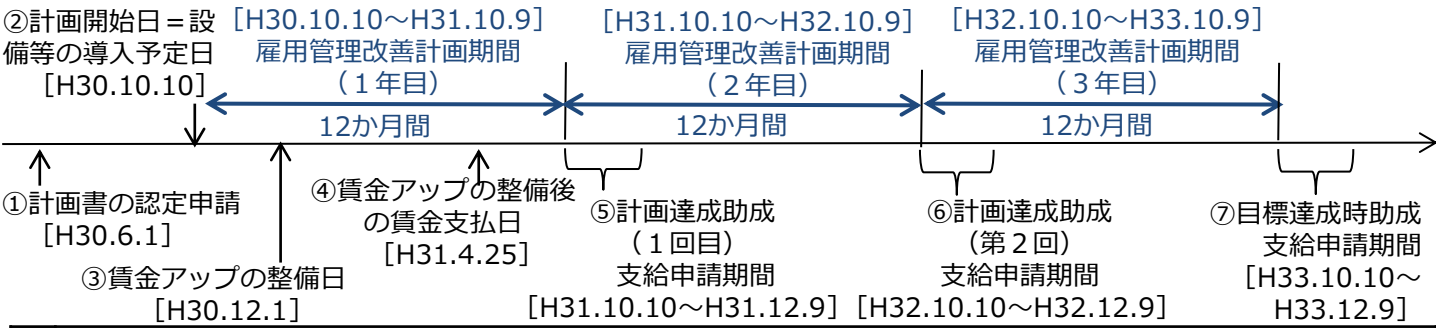 ②計画開始日＝設
備等の導入予定日
［H30.10.10］
［H30.10.10～H31.10.9］
雇用管理改善計画期間
（１年目）
12か月間
［H31.10.10～H32.10.9］
雇用管理改善計画期間
（２年目）
12か月間
［H32.10.10～H33.10.9］
雇用管理改善計画期間
（３年目）
12か月間
①計画書の認定申請
［H30.6.1］
③賃金アップの整備日
［H30.12.1］
④賃金アップの整備後
の賃金支払日
［H31.4.25］
⑤計画達成助成
（１回目）
支給申請期間
［H31.10.10～H31.12.9］
⑥計画達成助成
（第２回）
支給申請期間
［H32.10.10～H32.12.9］
⑦目標達成時助成
支給申請期間
［H33.10.10～
H33.12.9］